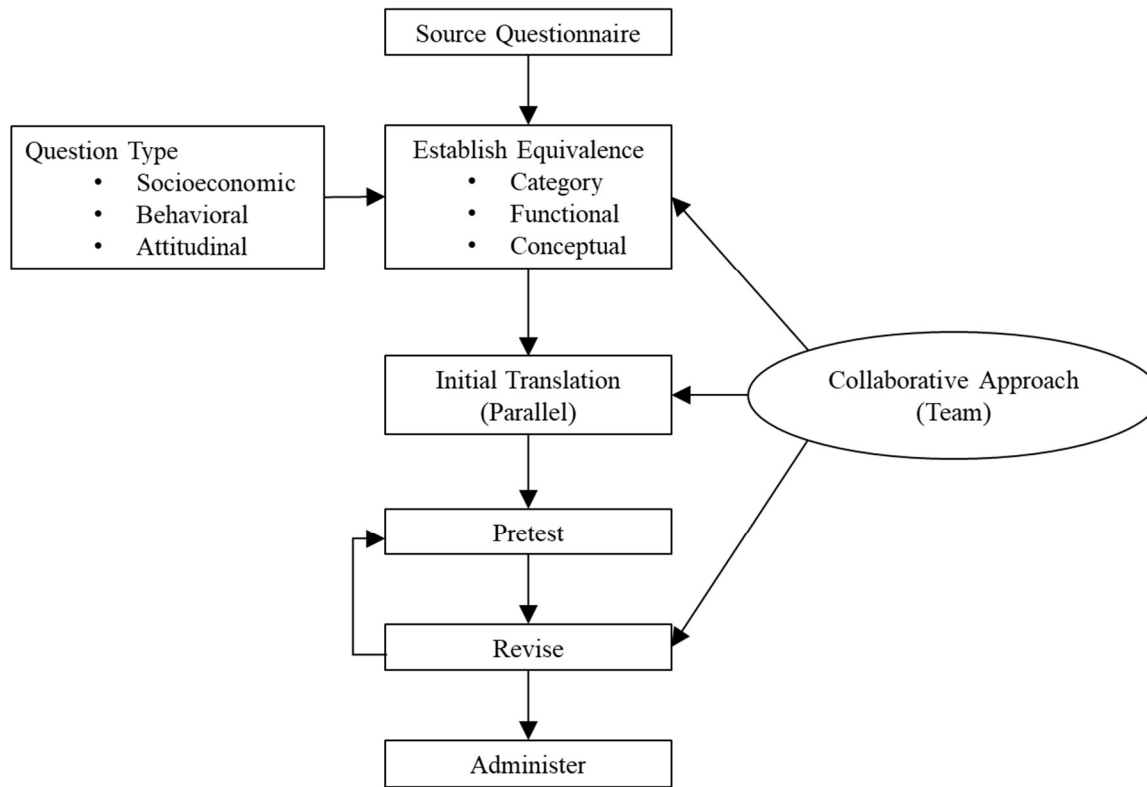 Source Questionnaire
Question Type
• Socioeconomic
• Behavioral
• Attitudinal
Establish Equivalence
• Category
• Functional
• Conceptual
Initial Translation
(Parallel)
Collaborative Approach
(Team)
Pretest
Revise
Administer